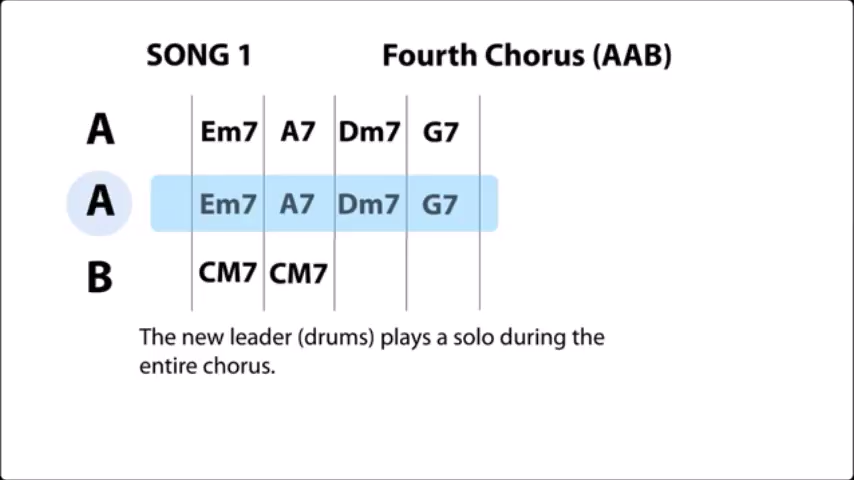 SONG 1 Fourth Chorus (AAB)
A Em7 A7 Dm7 G7
A Em7 A7 Dm7 G7
B CM7 CM7
The new leader (drums) plays a solo during the
entire chorus.